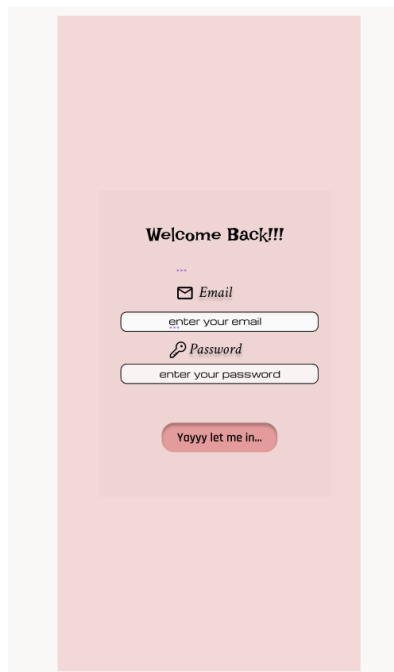 Welcome Back!!!
Email
enter your email
Password
enter your password
Yayyy let me in...